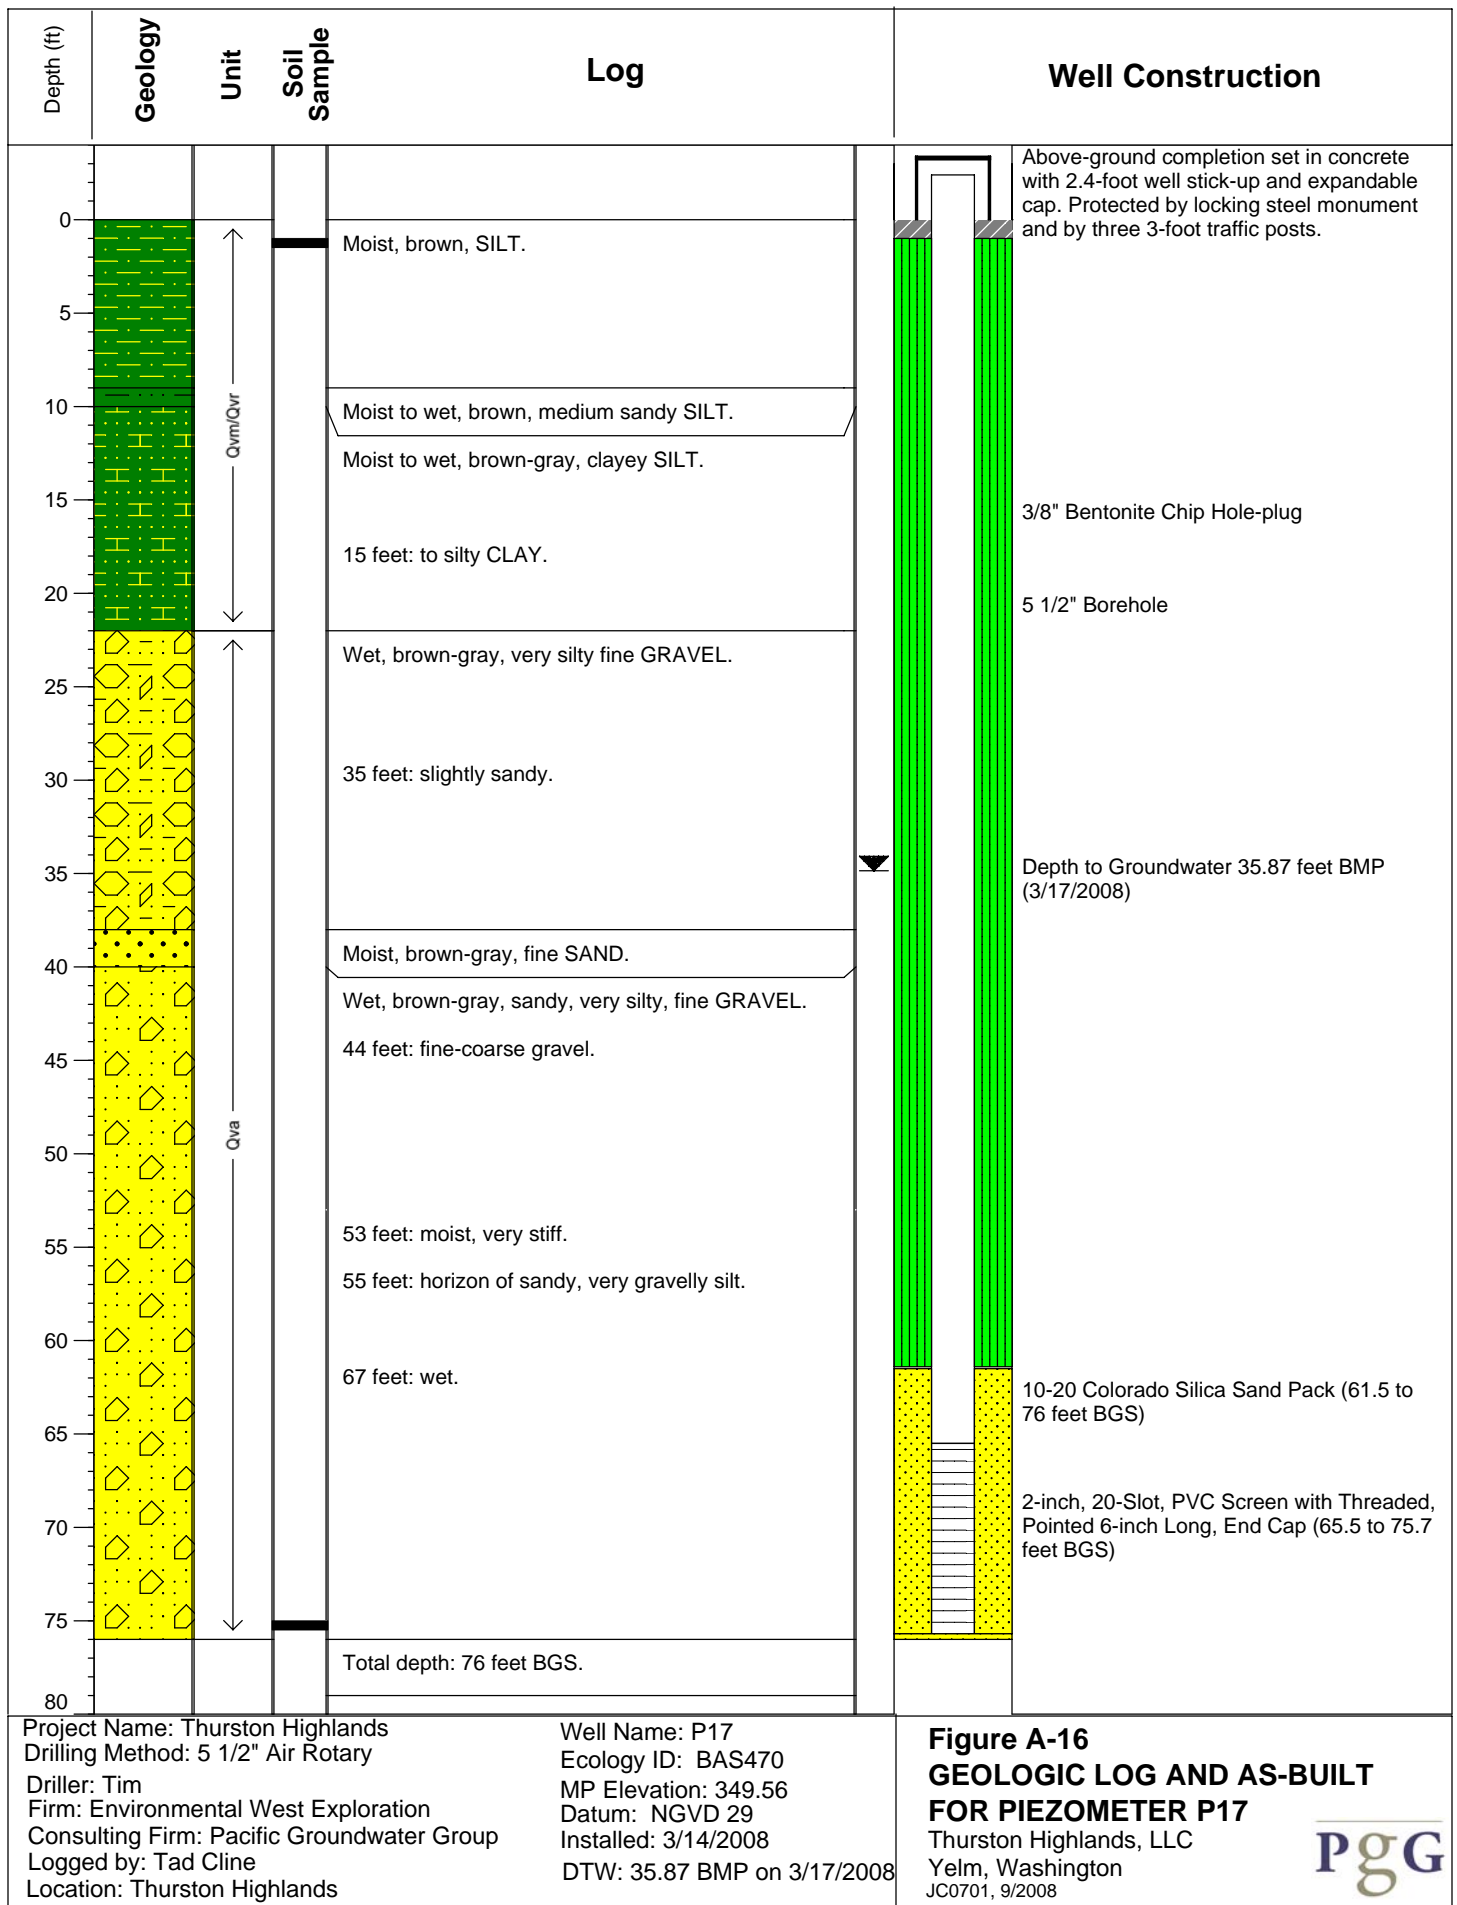 Depth (ft)
Geology
Unit
Soil
Sample
Log
Well Construction
0
5
10
15
20
25
30
35
40
45
50
55
60
65
70
75
80
Qvm/Qvr
Qva
Moist, brown, SILT.
Moist to wet, brown, medium sandy SILT.
Moist to wet, brown-gray, clayey SILT.
15 feet: to silty CLAY.
Wet, brown-gray, very silty fine GRAVEL.
35 feet: slightly sandy.
Moist, brown-gray, fine SAND.
Wet, brown-gray, sandy, very silty, fine GRAVEL.
44 feet: fine-coarse gravel.
53 feet: moist, very stiff.
55 feet: horizon of sandy, very gravelly silt.
67 feet: wet.
Total depth: 76 feet BGS.
Above-ground completion set in concrete
with 2.4-foot well stick-up and expandable
cap. Protected by locking steel monument
and by three 3-foot traffic posts.
3/8" Bentonite Chip Hole-plug
5 1/2" Borehole
Depth to Groundwater 35.87 feet BMP
(3/17/2008)
10-20 Colorado Silica Sand Pack (61.5 to
76 feet BGS)
2-inch, 20-Slot, PVC Screen with Threaded,
Pointed 6-inch Long, End Cap (65.5 to 75.7
feet BGS)
Project Name: Thurston Highlands
Drilling Method: 5 1/2" Air Rotary
Driller: Tim
Firm: Environmental West Exploration
Consulting Firm: Pacific Groundwater Group
Logged by: Tad Cline
Location: Thurston Highlands
Well Name: P17
Ecology ID: BAS470
MP Elevation: 349.56
Datum: NGVD 29
Installed: 3/14/2008
DTW: 35.87 BMP on 3/17/2008
Figure A-16
GEOLOGIC LOG AND AS-BUILT
FOR PIEZOMETER P17
Thurston Highlands, LLC
Yelm, Washington
JC0701, 9/2008
PgG